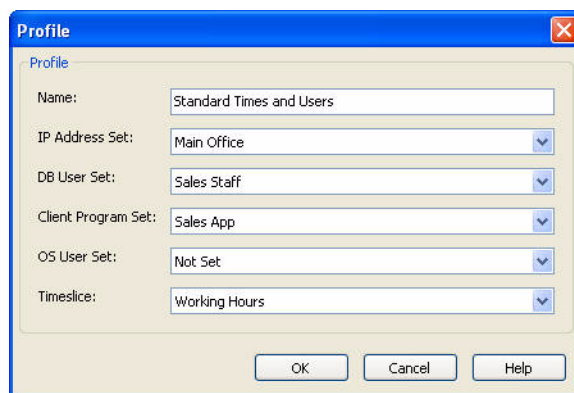 Profile
Profile
Name: Standard Times and Users
IP Address Set: Main Office
DB User Set: Sales Staff
Client Program Set: Sales App
OS User Set: Not Set
Timeslice: Working Hours
OK Cancel Help